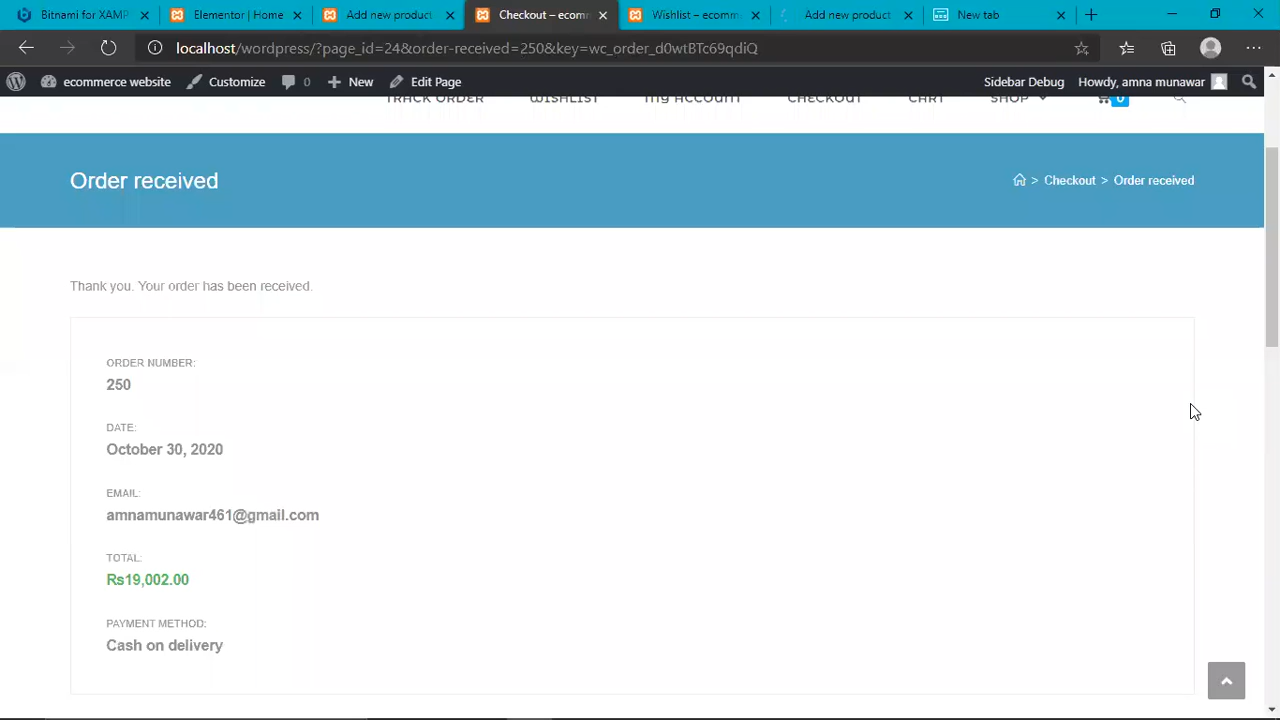 Bitnami for XAMP
Elementor | Home
Add new product
Checkout – ecom
Wishlist – ecomm
Add new product
New tab
localhost/wordpress/?page_id=24&order-received=250&key=wc_order_d0wtBTc69qdiQ
ecommerce website
Customize
0
New
Edit Page
Sidebar Debug
Howdy, amna munawar
TRACK ORDER
WISHLIST
MY ACCOUNT
CHECKOUT
CART
SHOP
0
Order received
> Checkout > Order received
Thank you. Your order has been received.
ORDER NUMBER:
250
DATE:
October 30, 2020
EMAIL:
amnamunawar461@gmail.com
TOTAL:
₨19,002.00
PAYMENT METHOD:
Cash on delivery